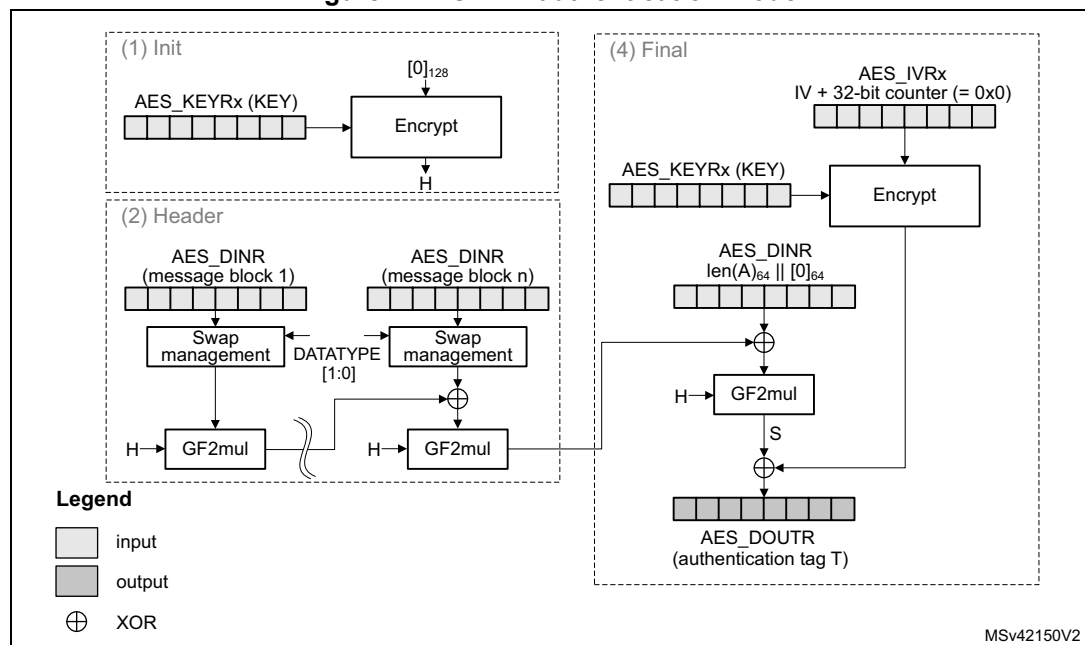 (1) Init
[0]128
AES_KEYRx (KEY)
Encrypt
H
(2) Header
AES_DINR
(message block 1)
AES_DINR
(message block n)
Swap
management
DATATYPE
[1:0]
Swap
management
H
GF2mul
H
GF2mul
(4) Final
AES_IVRx
IV + 32-bit counter (= 0x0)
AES_KEYRx (KEY)
Encrypt
AES_DINR
len(A)64 || [0]64
H
GF2mul
S
AES_DOUTR
(authentication tag T)
Legend
input
output
XOR
MSv42150V2